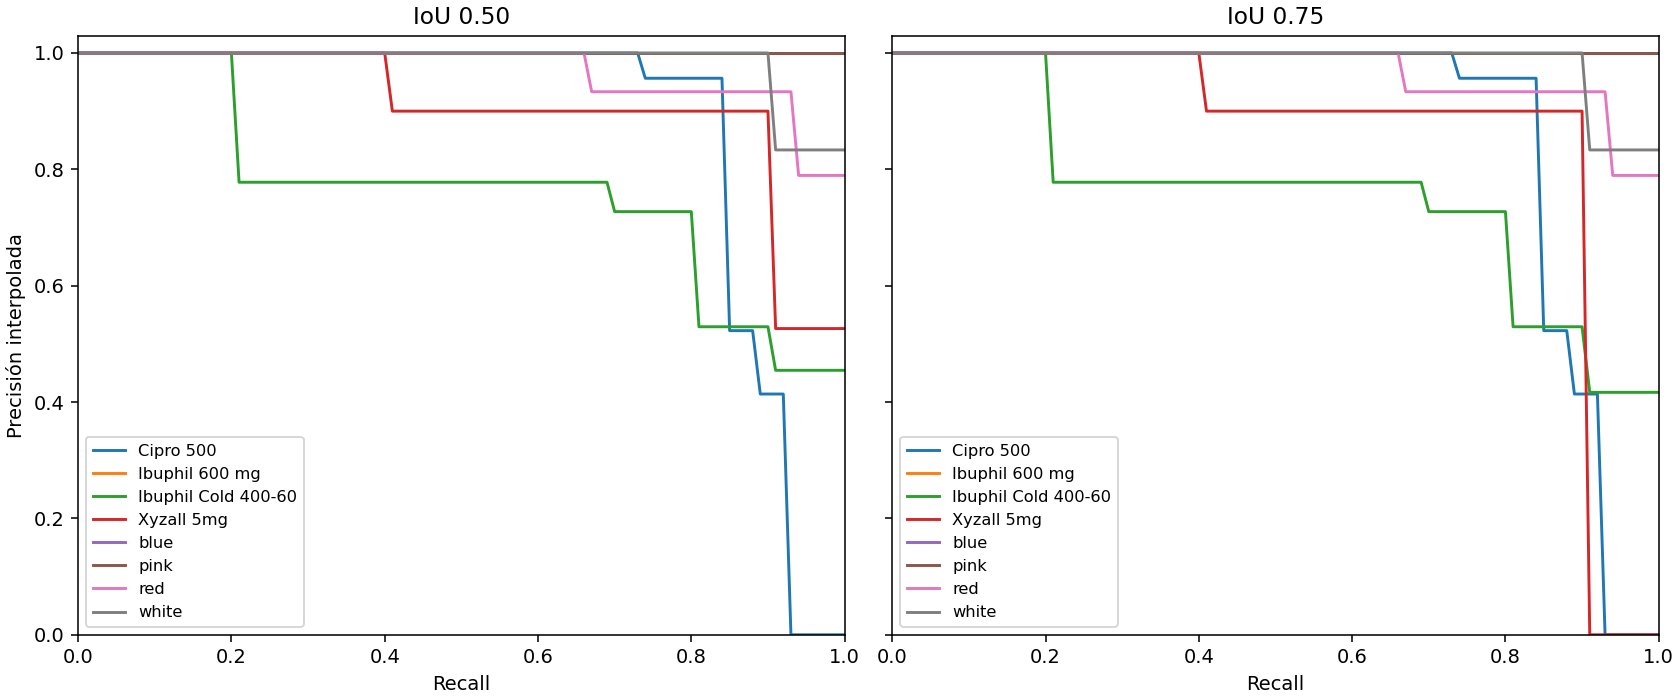 IoU 0.50
Precisión interpolada
1.0
0.8
0.6
0.4
0.2
0.0
Cipro 500
Ibuphil 600 mg
Ibuphil Cold 400-60
Xyzall 5mg
blue
pink
red
white
0.0 0.2 0.4 0.6 0.8 1.0
Recall
IoU 0.75
Cipro 500
Ibuphil 600 mg
Ibuphil Cold 400-60
Xyzall 5mg
blue
pink
red
white
0.0 0.2 0.4 0.6 0.8 1.0
Recall